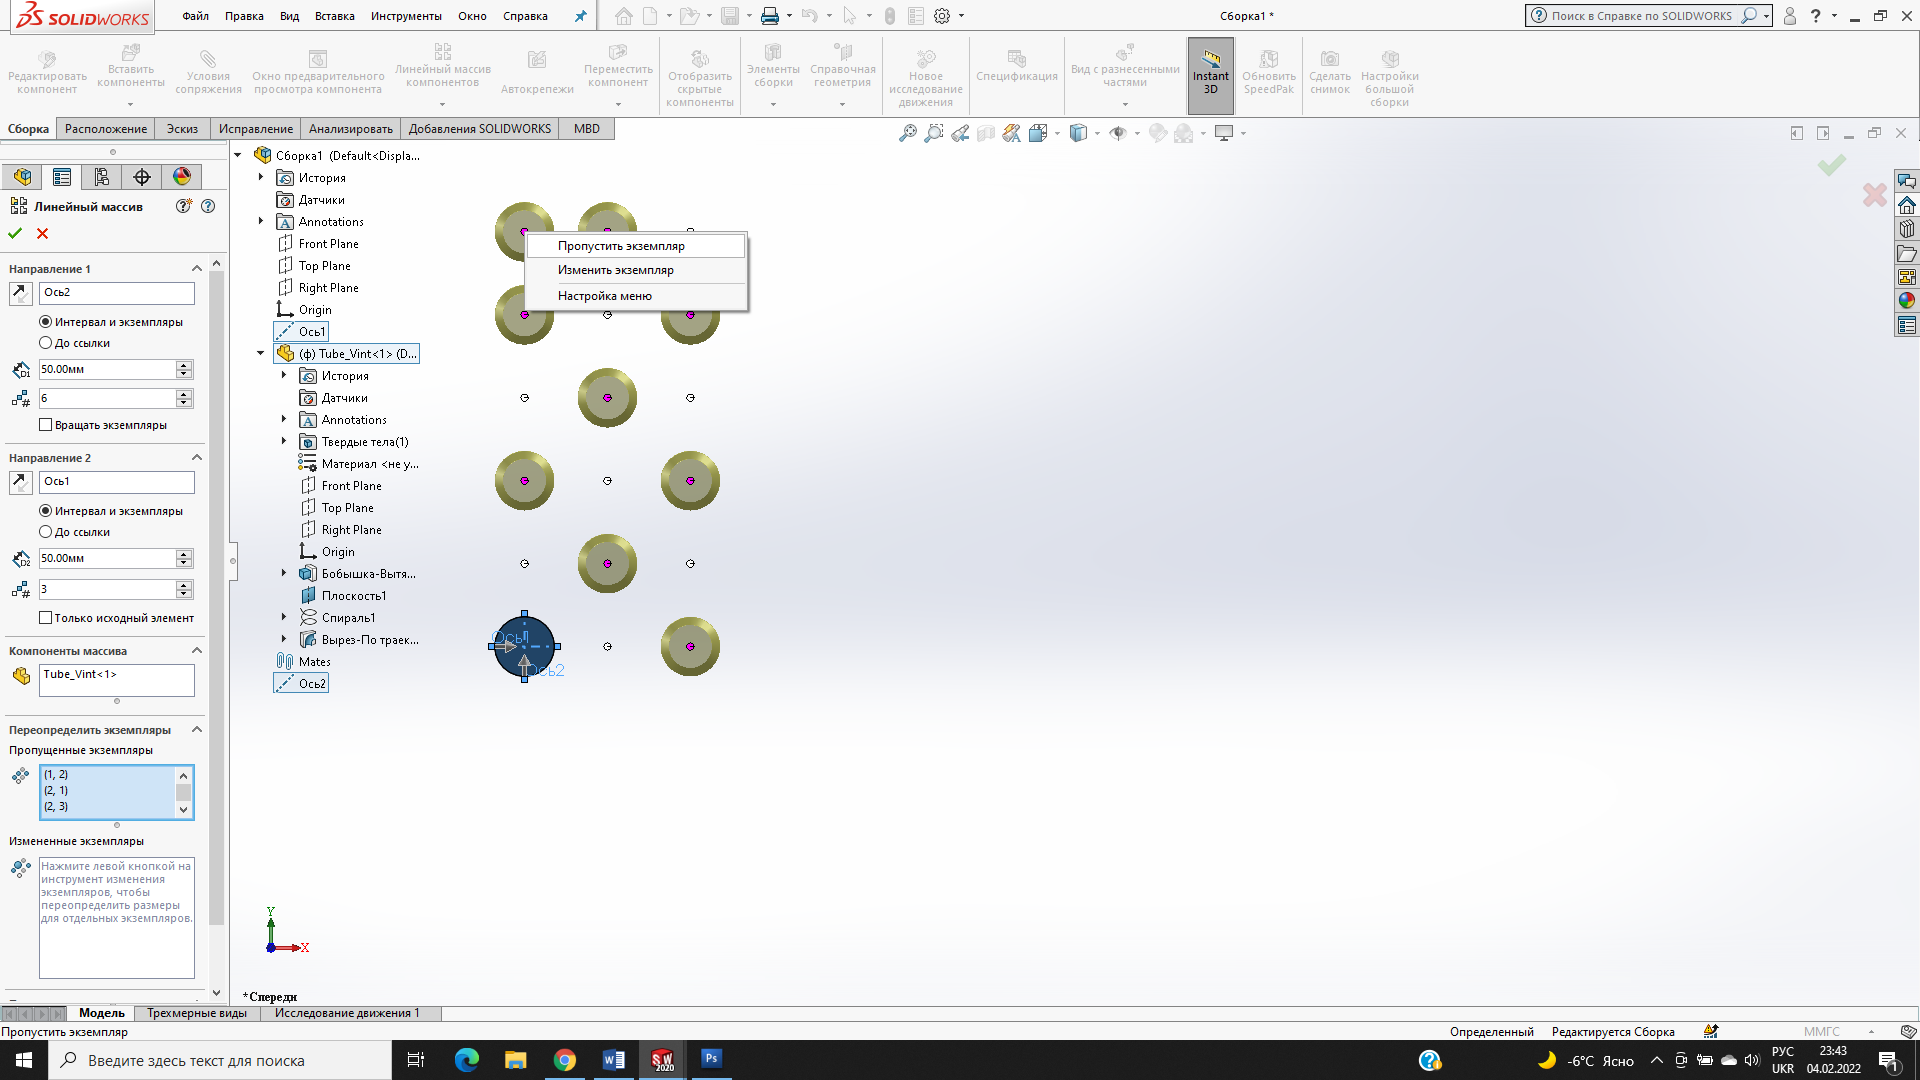 SOLIDWORKS
Файл Правка Вид Вставка Инструменты Окно Справка
Сборка1 *
Поиск в Справке по SOLIDWORKS
?
Редактировать компонент
Вставить компоненты
Условия сопряжения
Окно предварительного просмотра компонента
Линейный массив компонентов
Автокрепежи
Переместить компонент
Отобразить скрытые компоненты
Элементы сборки
Справочная геометрия
Новое исследование движения
Спецификация
Вид с разнесенными частями
Instant 3D
Обновить SpeedPak
Сделать снимок
Настройки большой сборки
Сборка Расположение Эскиз Исправление Анализировать Добавления SOLIDWORKS MBD
Линейный массив
Направление 1
Ось2
Интервал и экземпляры
До ссылки
D1
50.00мм
#
6
Вращать экземпляры
Направление 2
Ось1
Интервал и экземпляры
До ссылки
D2
50.00мм
#
3
Только исходный элемент
Компоненты массива
Tube_Vint<1>
Переопределить экземпляры
Пропущенные экземпляры
(1, 2)
(2, 1)
(2, 3)
Измененные экземпляры
Нажмите левой кнопкой на
инструмент изменения
экземпляров, чтобы
переопределить размеры
для отдельных экземпляров.
Сборка1 (Default<Displa...
История
Датчики
Annotations
Front Plane
Top Plane
Right Plane
Origin
Ось1
(ф) Tube_Vint<1> (D...
История
Датчики
Annotations
Твердые тела(1)
Материал <не у...
Front Plane
Top Plane
Right Plane
Origin
Бобышка-Вытя...
Плоскость1
Спираль1
Вырез-По траек...
Mates
Ось2
Пропустить экземпляр
Изменить экземпляр
Настройка меню
Ось1
Ось2
Y
X
*Спереди
Модель Трехмерные виды Исследование движения 1
Пропустить экземпляр
Определенный Редактируется Сборка ММГС
Введите здесь текст для поиска
W
SW 2020
Ps
-6°C Ясно
РУС
UKR
23:43
04.02.2022
1